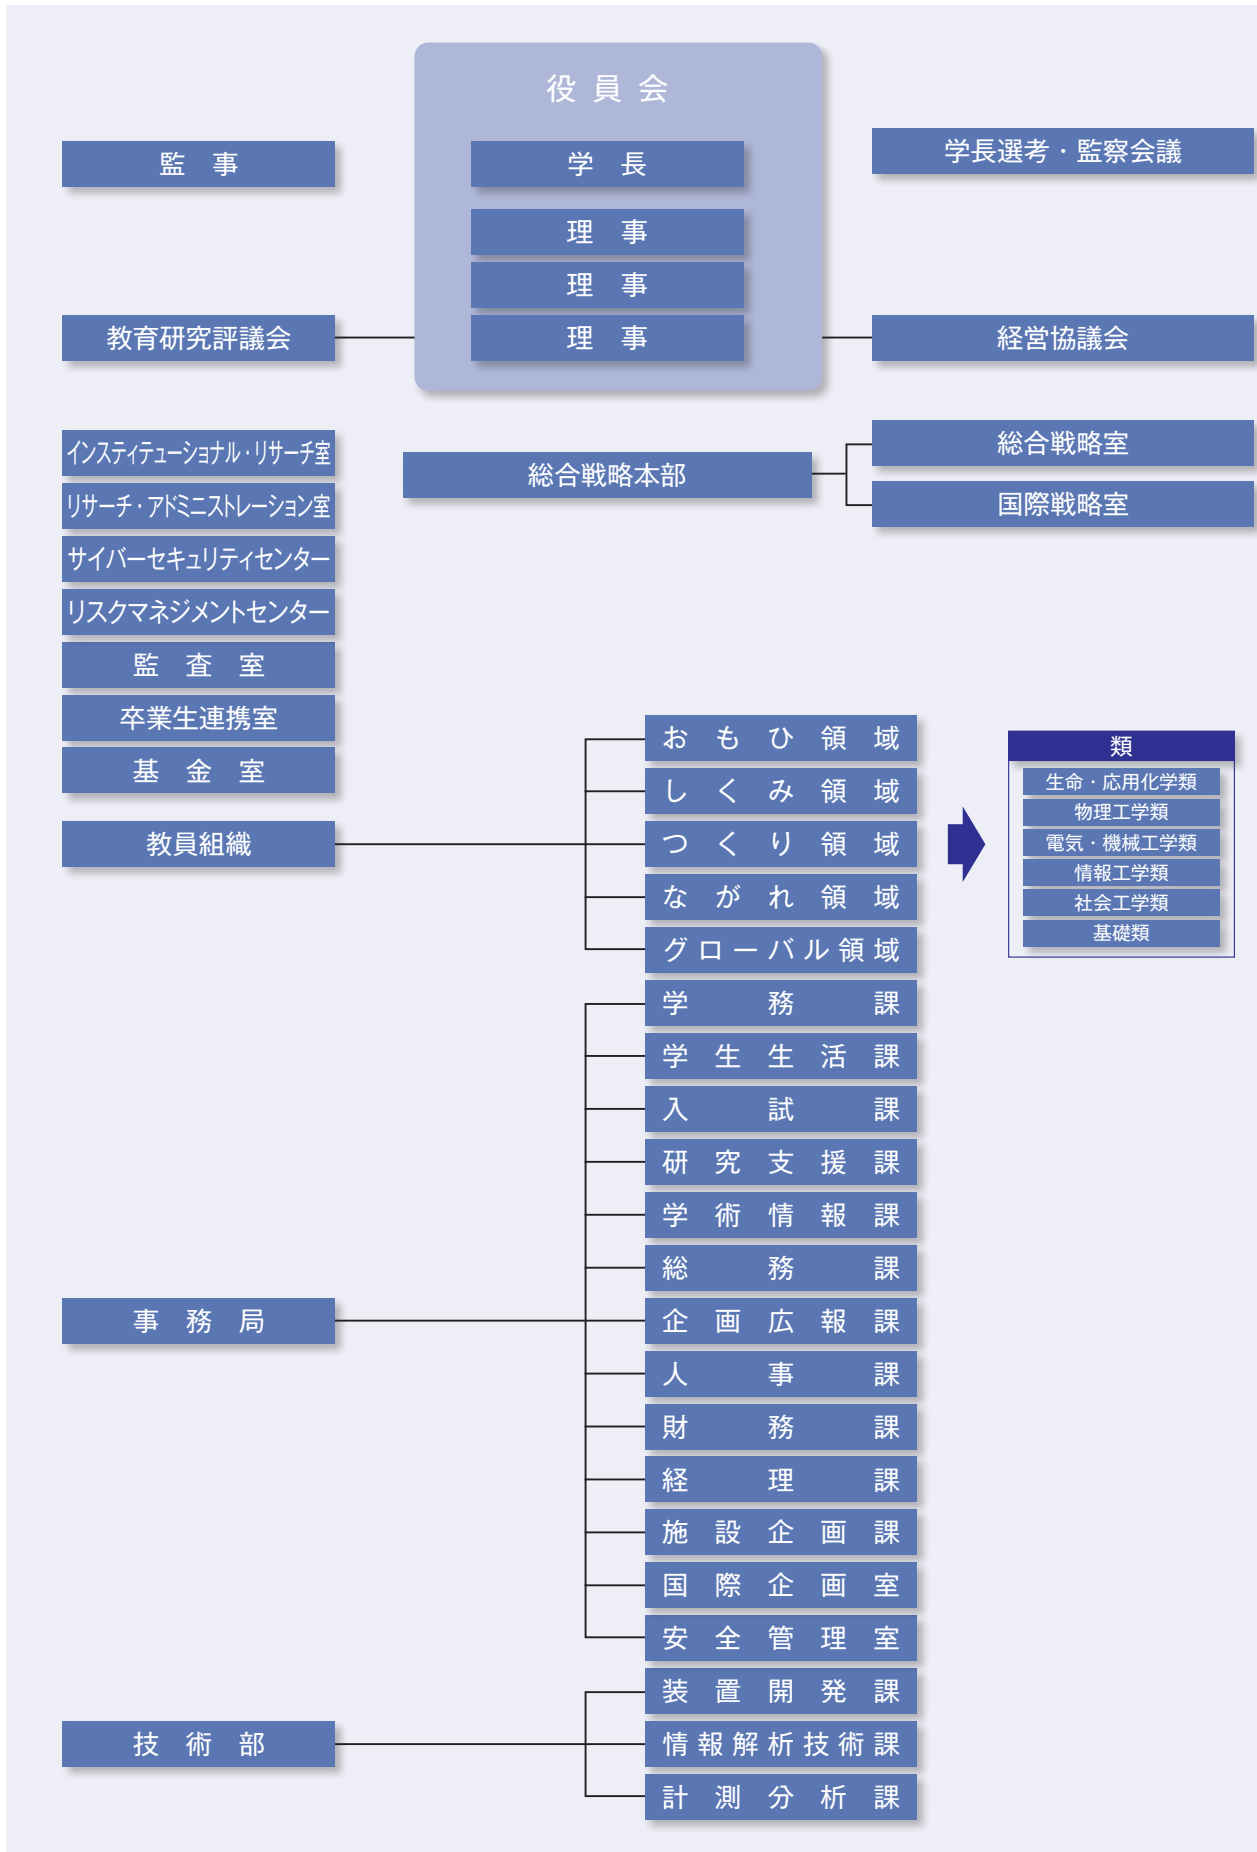 役員会
監事
学長
学長選考・監察会議
理事
理事
理事
教育研究評議会
経営協議会
インスティテューショナル・リサーチ室
リサーチ・アドミニストレーション室
サイバーセキュリティセンター
リスクマネジメントセンター
監査室
卒業生連携室
基金室
総合戦略本部
総合戦略室
国際戦略室
教員組織
おもひ領域
しくみ領域
つくり領域
ながれ領域
グローバル領域
類
生命・応用化学類
物理工学類
電気・機械工学類
情報工学類
社会工学類
基礎類
事務局
学務課
学生生活課
入試課
研究支援課
学術情報課
総務課
企画広報課
人事課
財務課
経理課
施設企画課
国際企画室
安全管理室
技術部
装置開発課
情報解析技術課
計測分析課